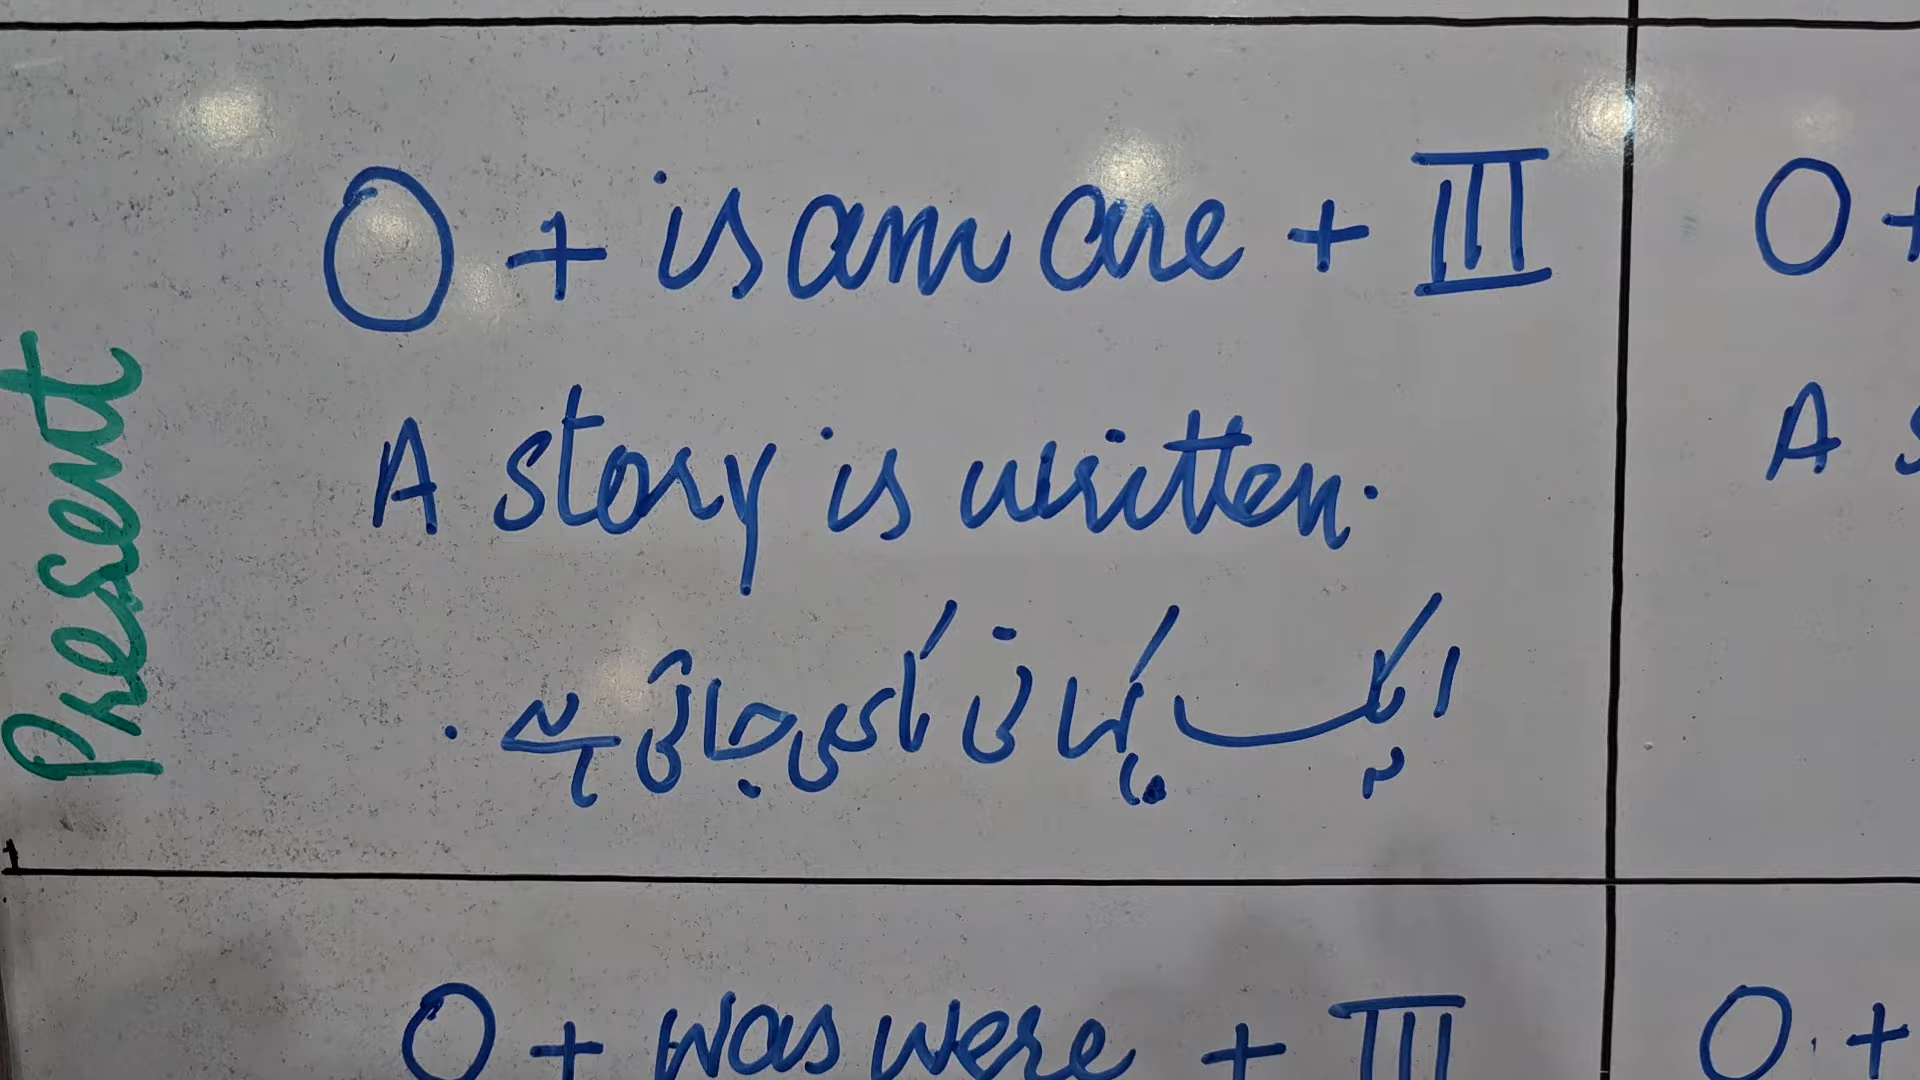 Present
O + is am are + III
A story is written.
ایک کہانی لکھی جاتی ہے .
O + was were + III
O +
A s
O . +